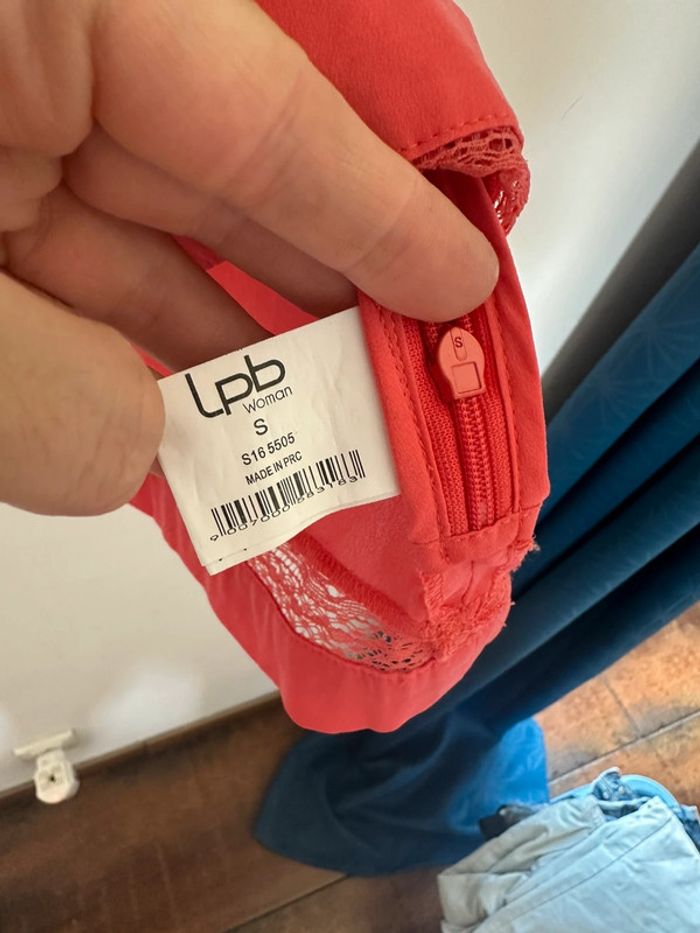 Lpb
Woman
S
S16 5505
MADE IN PRC
S